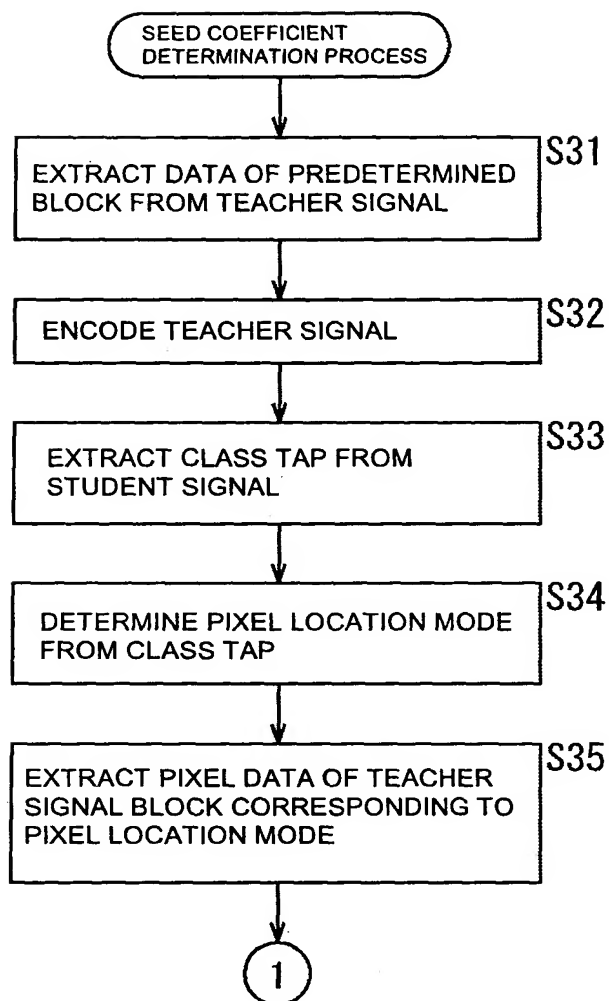 SEED COEFFICIENT
DETERMINATION PROCESS
S31
EXTRACT DATA OF PREDETERMINED
BLOCK FROM TEACHER SIGNAL
S32
ENCODE TEACHER SIGNAL
S33
EXTRACT CLASS TAP FROM
STUDENT SIGNAL
S34
DETERMINE PIXEL LOCATION MODE
FROM CLASS TAP
S35
EXTRACT PIXEL DATA OF TEACHER
SIGNAL BLOCK CORRESPONDING TO
PIXEL LOCATION MODE
1